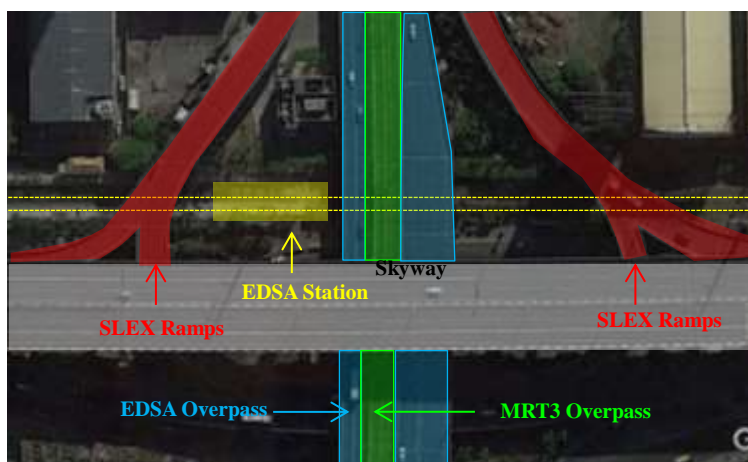 Skyway
EDSA Station
SLEX Ramps
SLEX Ramps
EDSA Overpass
MRT3 Overpass